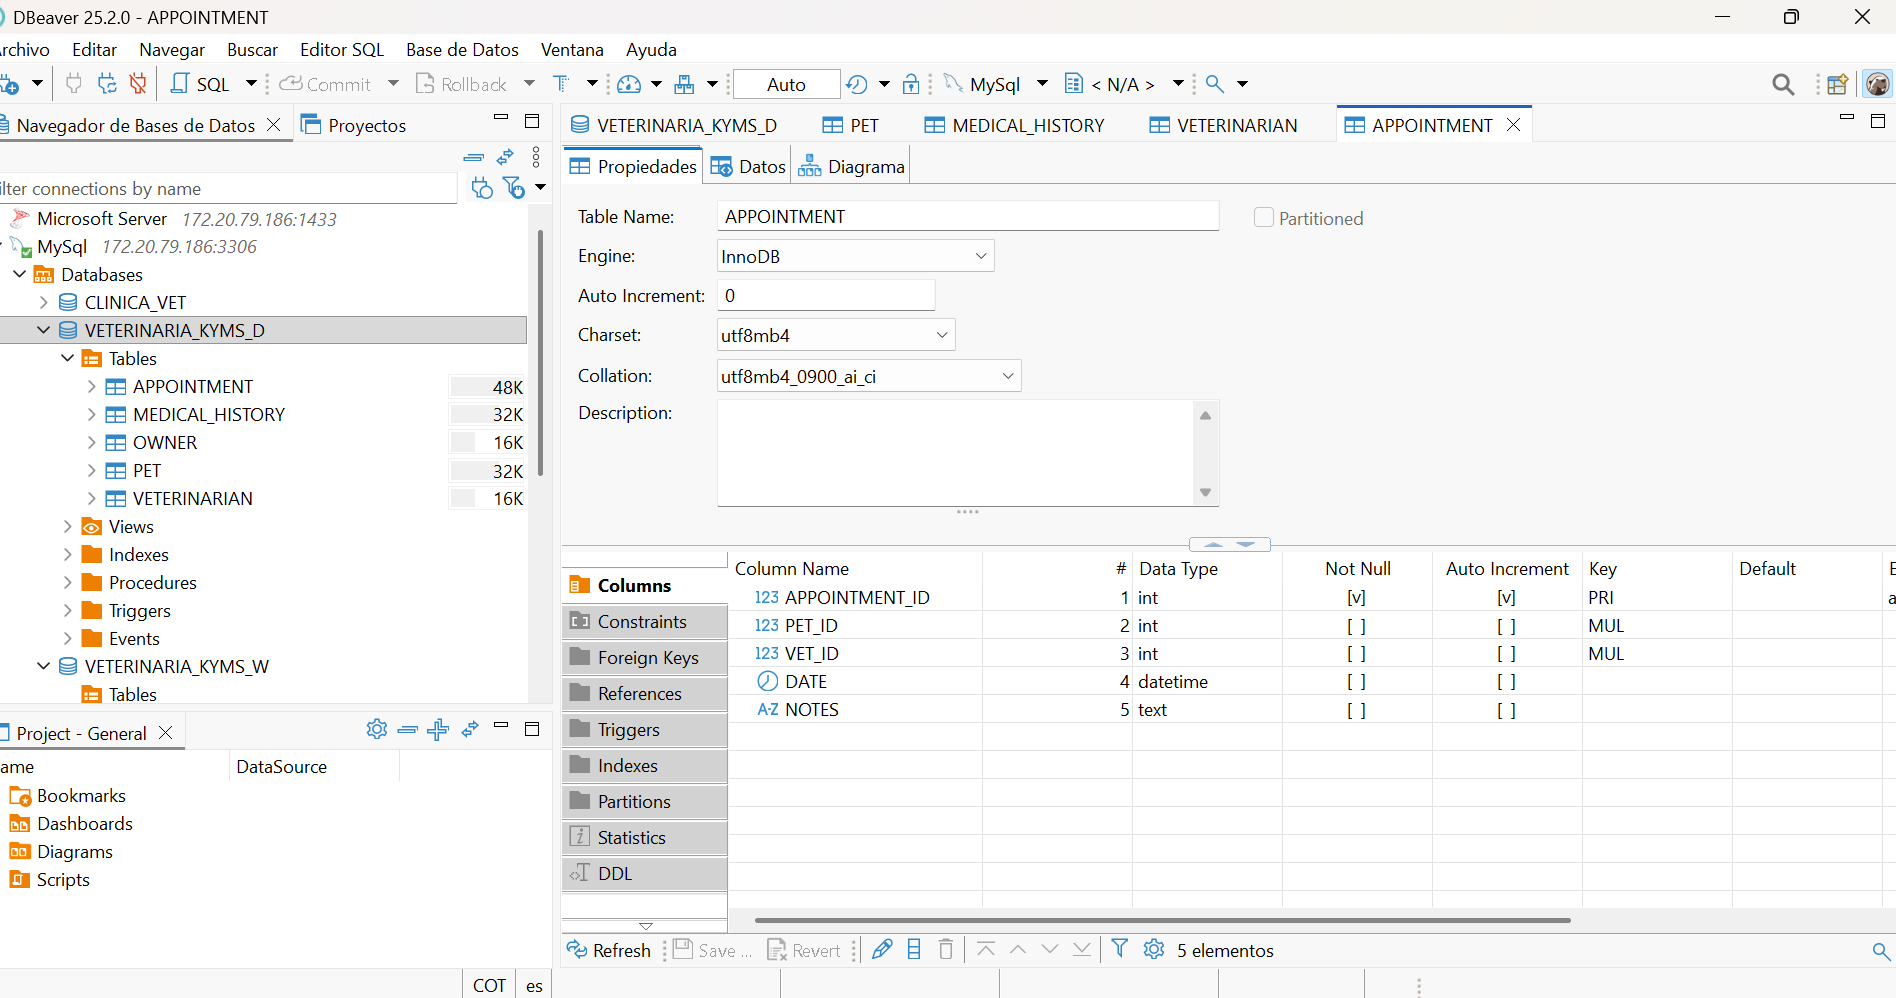 DBeaver 25.2.0 - APPOINTMENT
rchivo Editar Navegar Buscar Editor SQL Base de Datos Ventana Ayuda
SQL Commit Rollback Auto MySql < N/A >
Navegador de Bases de Datos Proyectos
VETERINARIA_KYMS_D PET MEDICAL_HISTORY VETERINARIAN APPOINTMENT
ilter connections by name
Microsoft Server 172.20.79.186:1433
MySql 172.20.79.186:3306
Databases
CLINICA_VET
VETERINARIA_KYMS_D
Tables
APPOINTMENT 48K
MEDICAL_HISTORY 32K
OWNER 16K
PET 32K
VETERINARIAN 16K
Views
Indexes
Procedures
Triggers
Events
VETERINARIA_KYMS_W
Tables
Project - General
ame DataSource
Bookmarks
Dashboards
Diagrams
Scripts
Propiedades Datos Diagrama
Table Name: APPOINTMENT Partitioned
Engine: InnoDB
Auto Increment: 0
Charset: utf8mb4
Collation: utf8mb4_0900_ai_ci
Description:
Columns
Constraints
Foreign Keys
References
Triggers
Indexes
Partitions
Statistics
DDL
Column Name # Data Type Not Null Auto Increment Key Default E
123 APPOINTMENT_ID 1 int [v] [v] PRI a
123 PET_ID 2 int [ ] [ ] MUL
123 VET_ID 3 int [ ] [ ] MUL
DATE 4 datetime [ ] [ ]
A-Z NOTES 5 text [ ] [ ]
Refresh Save ... Revert 5 elementos
COT es